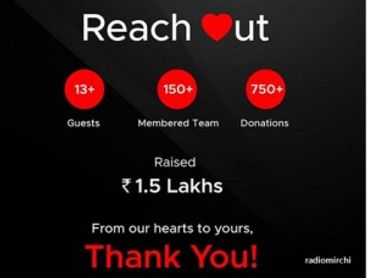 Reach ut
13+ 150+ 750+
Guests Membered Team Donations
Raised
₹ 1.5 Lakhs
From our hearts to yours,
Thank You!
radiomirchi